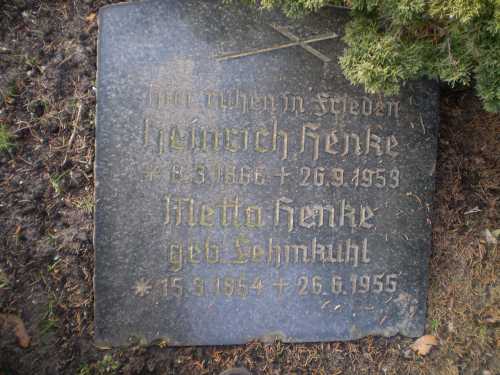 Hier ruhen in Frieden
Heinrich Henke
* 8.3.1866 + 26.9.1953
Metta Henke
geb. Lehmkuhl
* 15.9.1864 + 26.6.1955